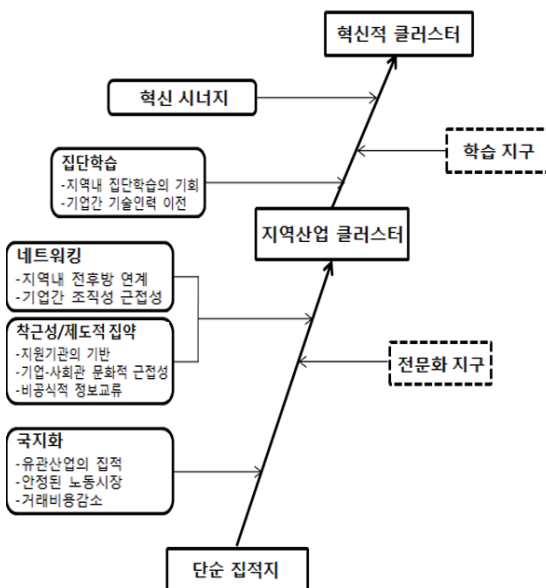 혁신적 클러스터
혁신 시너지
학습 지구
집단학습
-지역내 집단학습의 기회
-기업간 기술인력 이전
지역산업 클러스터
네트워킹
-지역내 전후방 연계
-기업간 조직성 근접성
착근성/제도적 집약
-지원기관의 기반
-기업-사회관 문화적 근접성
-비공식적 정보교류
전문화 지구
국지화
-유관산업의 집적
-안정된 노동시장
-거래비용감소
단순 집적지